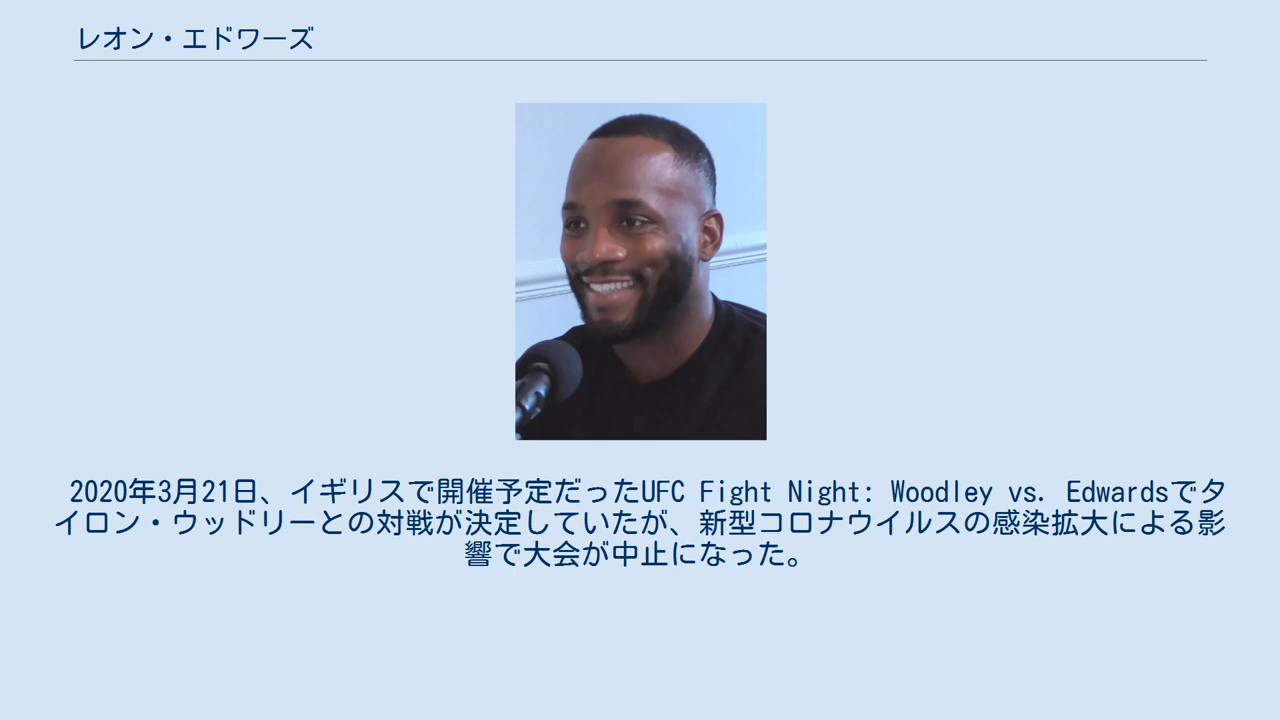 レオン・エドワーズ
2020年3月21日、イギリスで開催予定だったUFC Fight Night: Woodley vs. Edwardsでタ
イロン・ウッドリーとの対戦が決定していたが、新型コロナウイルスの感染拡大による影
響で大会が中止になった。